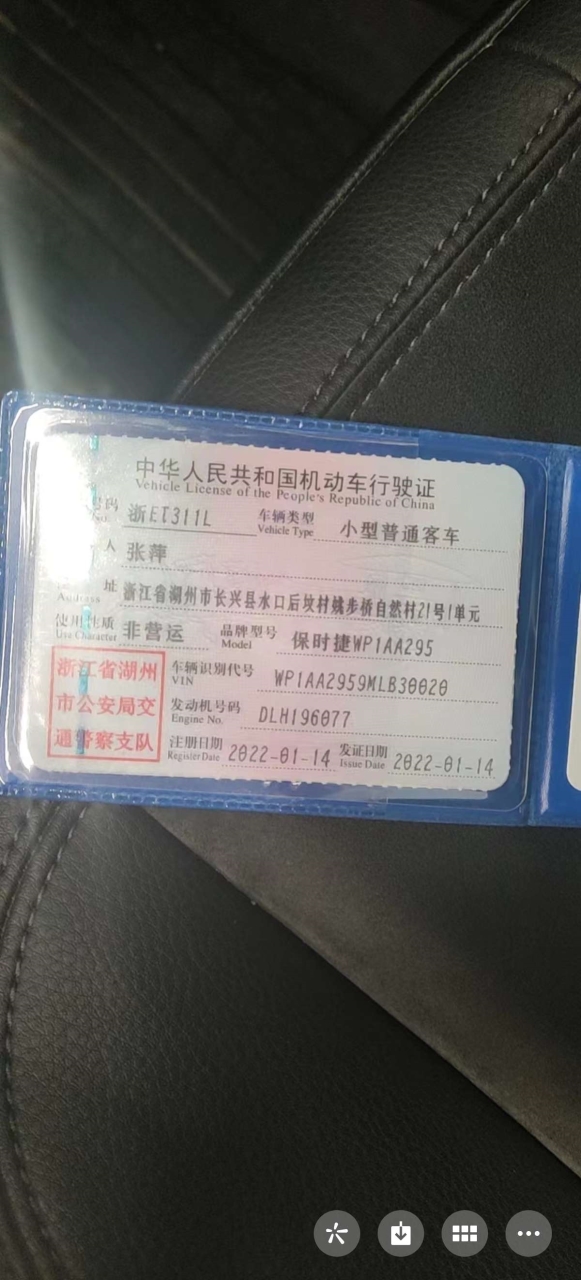 中华人民共和国机动车行驶证
Vehicle License of the People's Republic of China
号码 浙ET311L 车辆类型 小型普通客车
No. Vehicle Type
人 张萍
址 浙江省湖州市长兴县水口后坟村姚步桥自然村21号1单元
Address
使用性质 非营运 品牌型号 保时捷WP1AA295
Use Character Model
浙江省湖州
市公安局交
通警察支队
车辆识别代号 WP1AA2959MLB30020
VIN
发动机号码 DLH196077
Engine No.
注册日期 2022-01-14 发证日期 2022-01-14
Register Date Issue Date